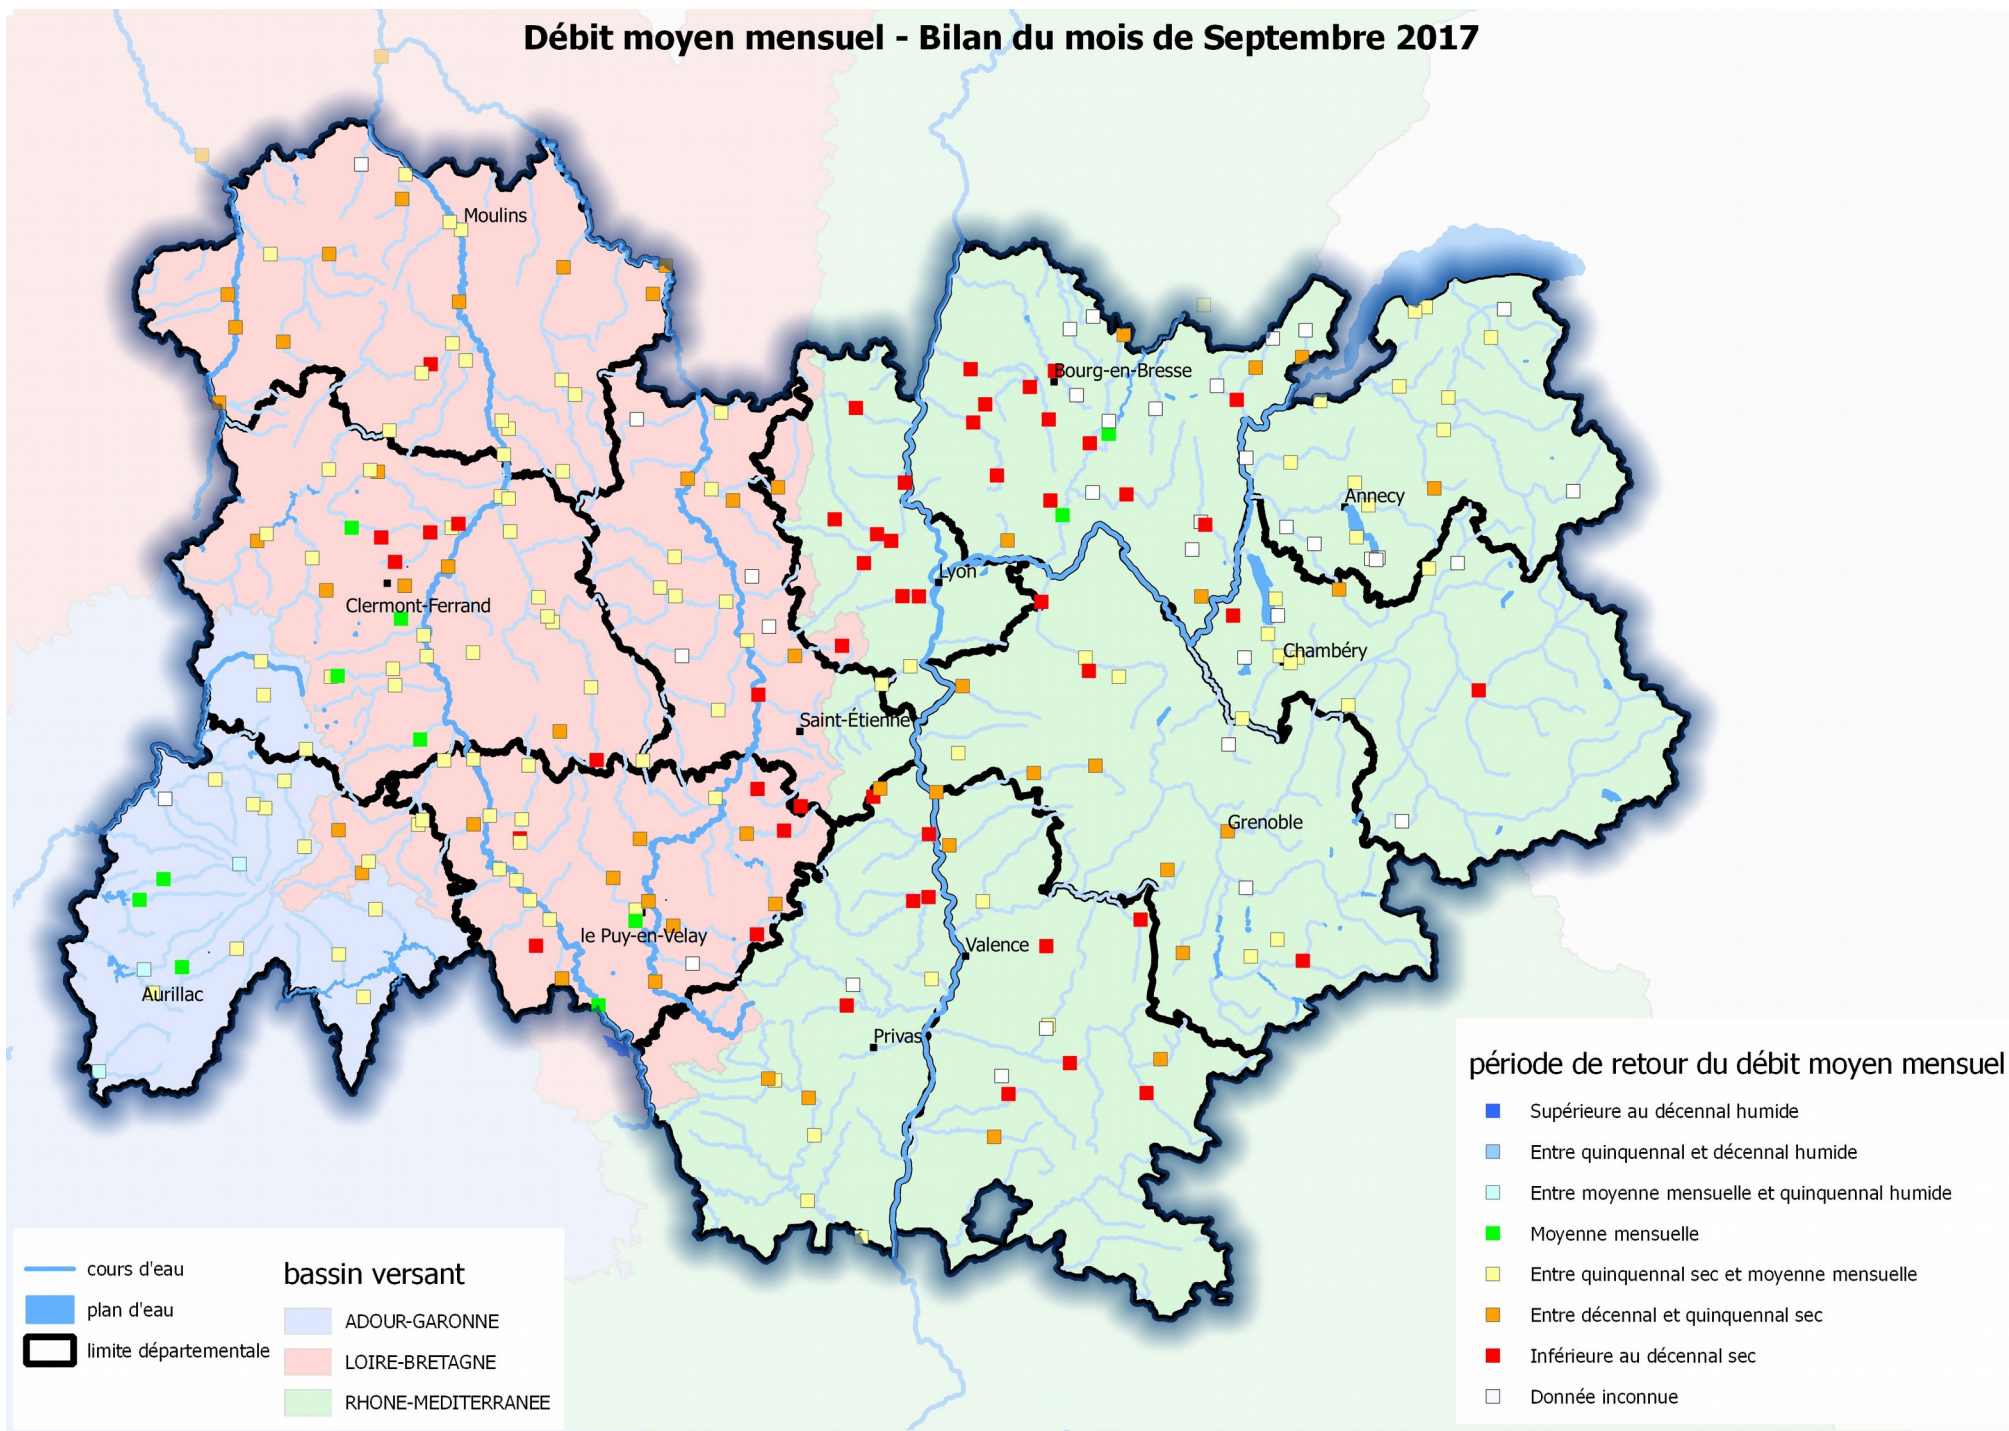 Débit moyen mensuel - Bilan du mois de Septembre 2017
Moulins
Bourg-en-Bresse
Annecy
Lyon
Clermont-Ferrand
Chambéry
Saint-Étienne
Grenoble
le Puy-en-Velay
Valence
Aurillac
Privas
cours d'eau
plan d'eau
limite départementale
bassin versant
ADOUR-GARONNE
LOIRE-BRETAGNE
RHONE-MEDITERRANEE
période de retour du débit moyen mensuel
Supérieure au décennal humide
Entre quinquennal et décennal humide
Entre moyenne mensuelle et quinquennal humide
Moyenne mensuelle
Entre quinquennal sec et moyenne mensuelle
Entre décennal et quinquennal sec
Inférieure au décennal sec
Donnée inconnue